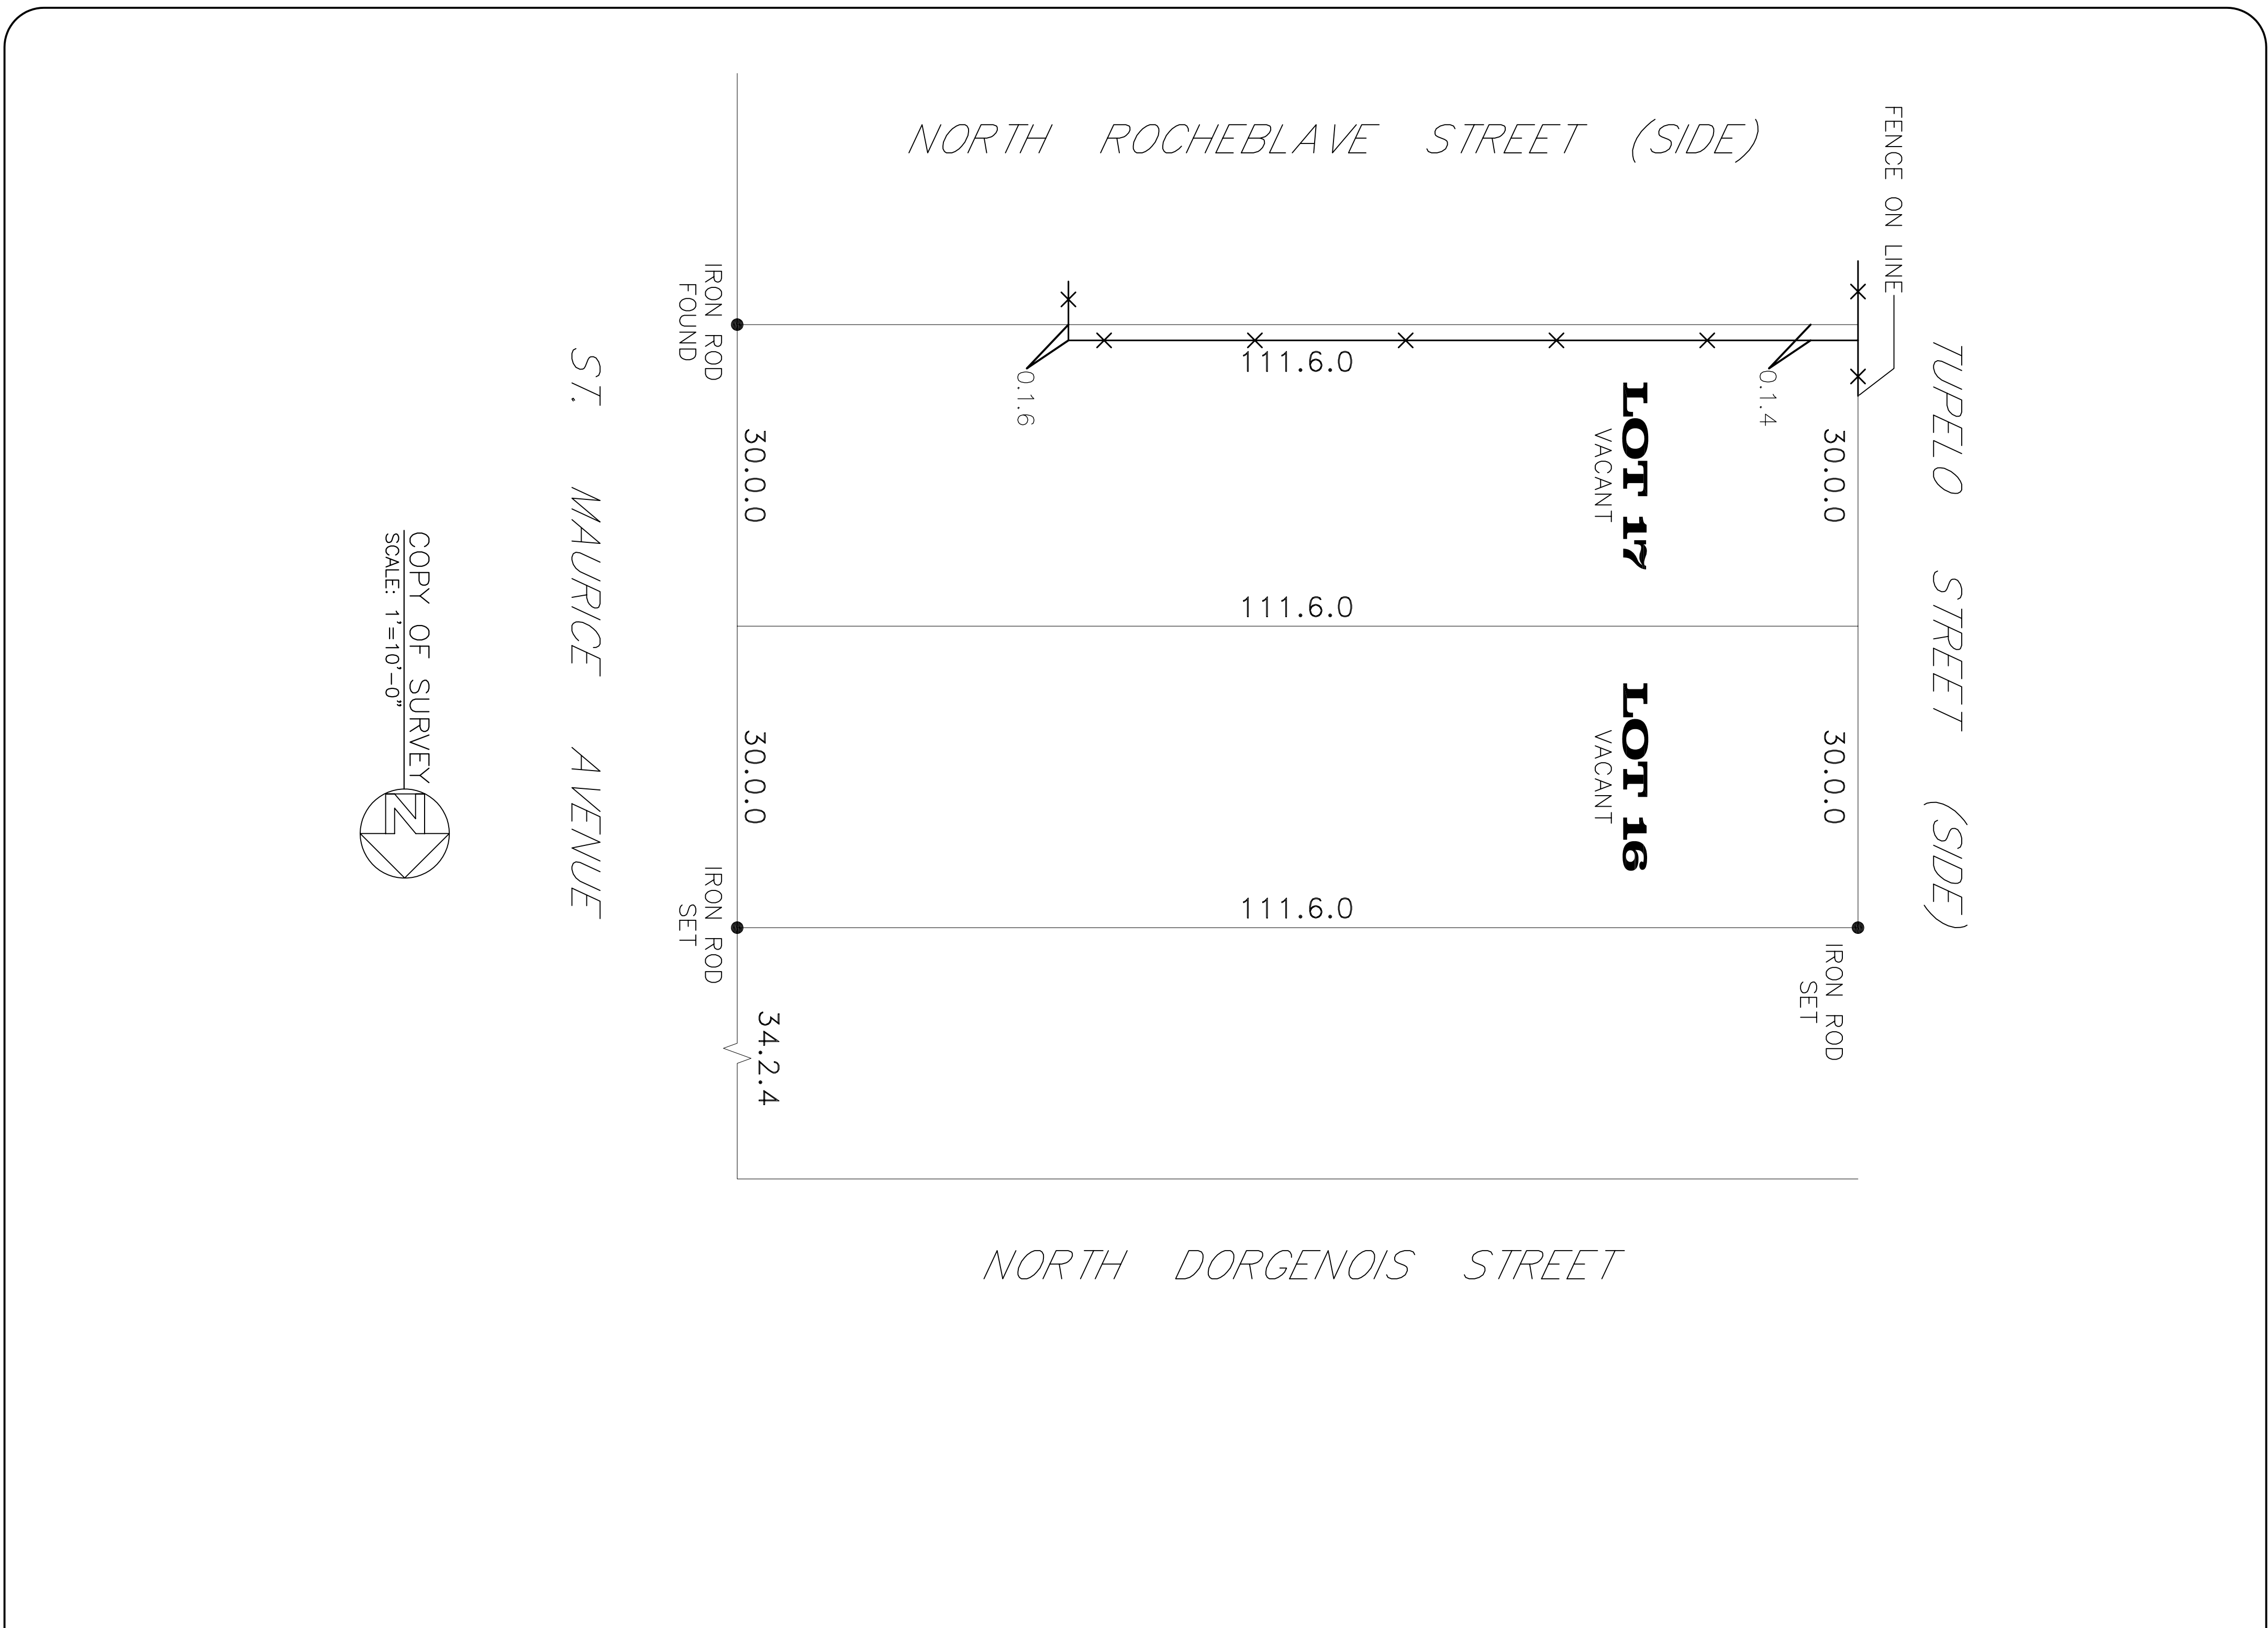 NORTH ROCHEBLAVE STREET (SIDE)
FENCE ON LINE
TUPELO STREET (SIDE)
IRON ROD
FOUND
0.1.6
111.6.0
0.1.4
30.0.0
LOT 17
VACANT
30.0.0
ST. MAURICE AVENUE
111.6.0
30.0.0
LOT 16
VACANT
30.0.0
COPY OF SURVEY
SCALE: 1'=10'-0"
N
IRON ROD
SET
111.6.0
IRON ROD
SET
34.2.4
NORTH DORGENOIS STREET